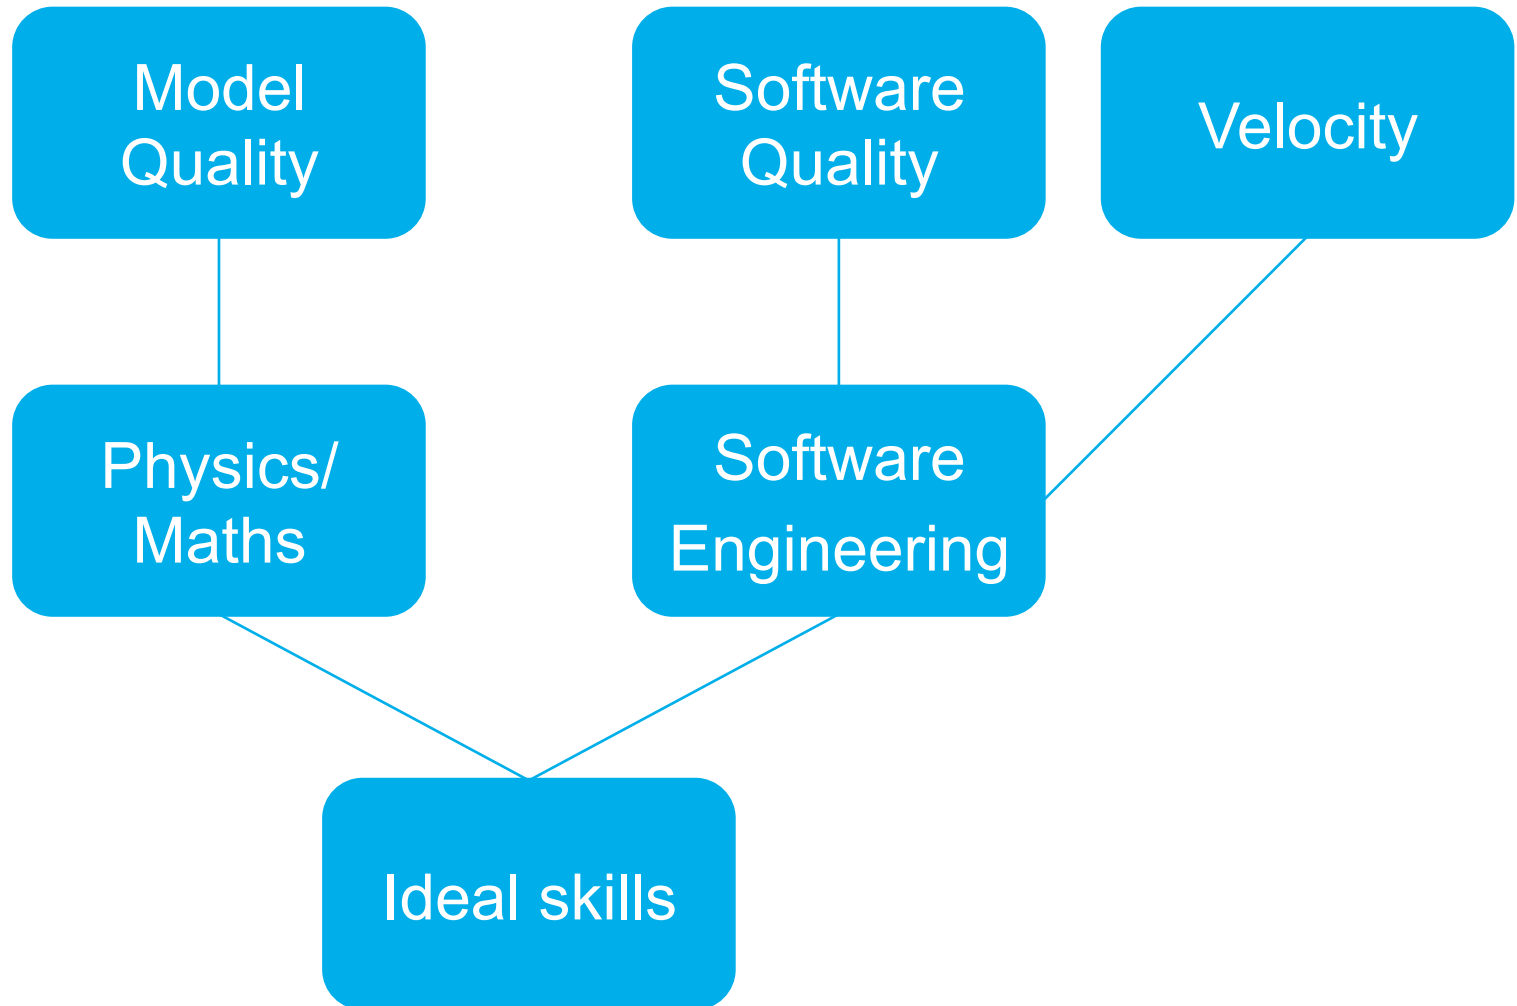 Model
Quality
Software
Quality
Velocity
Physics/
Maths
Software
Engineering
Ideal skills